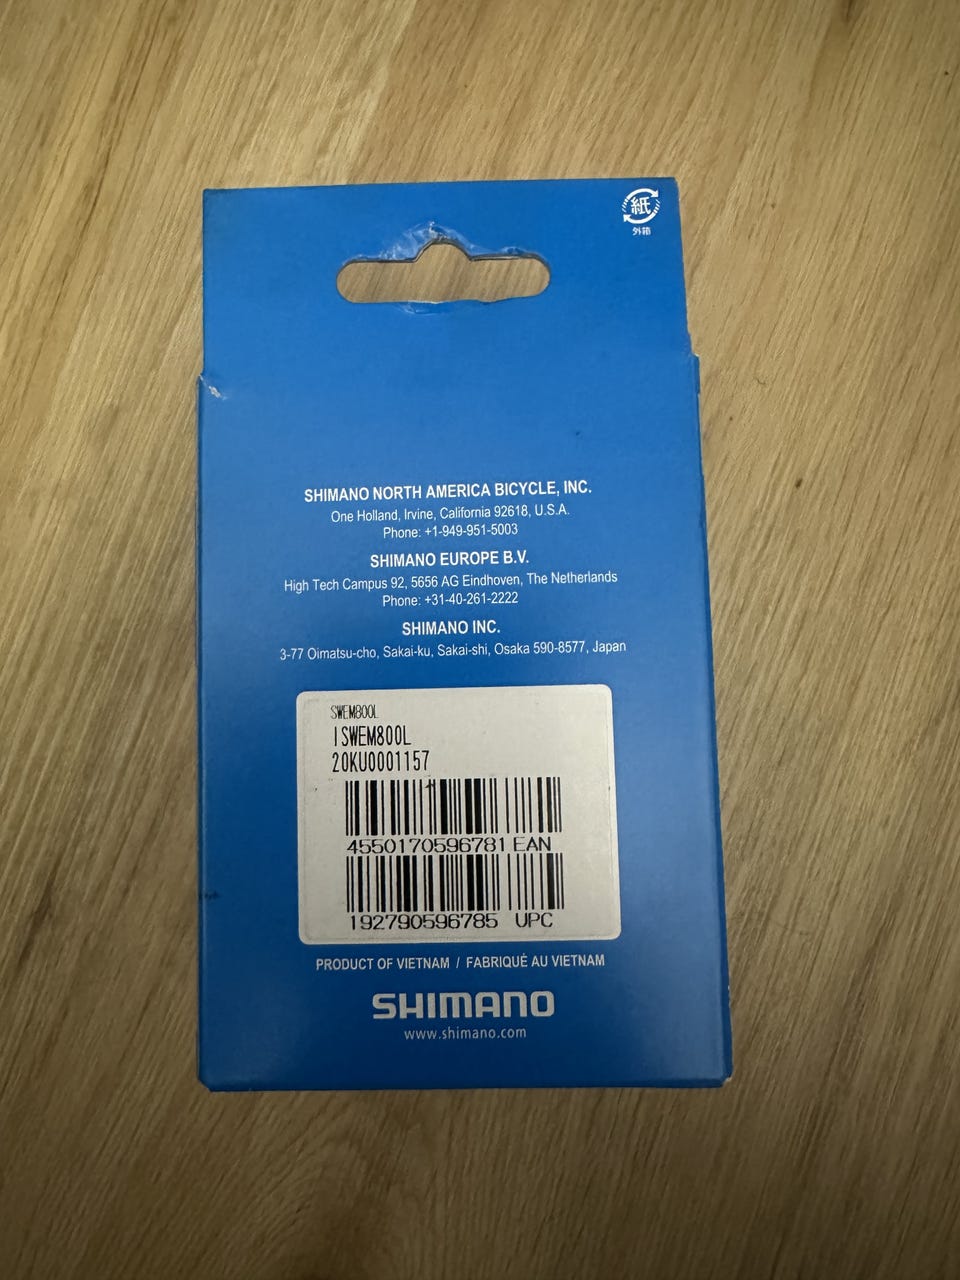 紙
外箱
SHIMANO NORTH AMERICA BICYCLE, INC.
One Holland, Irvine, California 92618, U.S.A.
Phone: +1-949-951-5003
SHIMANO EUROPE B.V.
High Tech Campus 92, 5656 AG Eindhoven, The Netherlands
Phone: +31-40-261-2222
SHIMANO INC.
3-77 Oimatsu-cho, Sakai-ku, Sakai-shi, Osaka 590-8577, Japan
SWEM800L
ISWEM800L
20KU0001157
4550170596781 EAN
192790596785 UPC
PRODUCT OF VIETNAM / FABRIQUÉ AU VIETNAM
SHIMANO
www.shimano.com